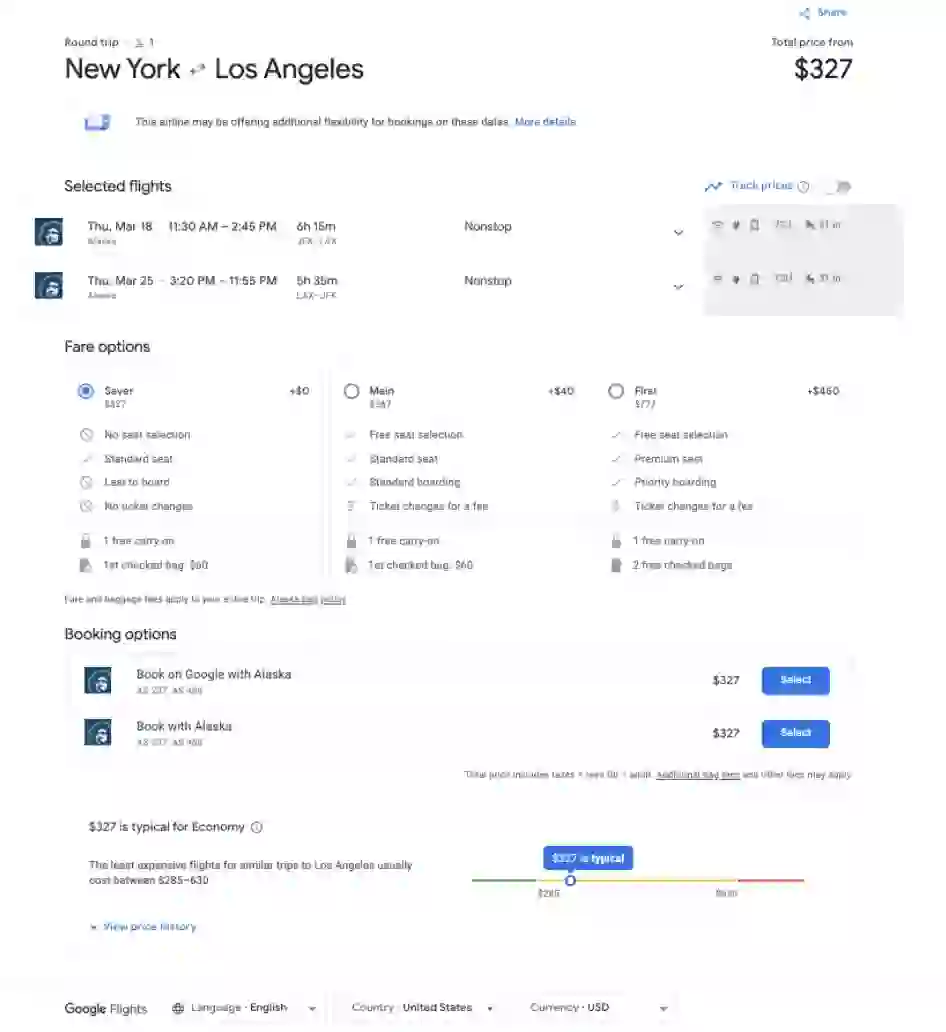 Share
Round trip · 1
Total price from
New York Los Angeles
$327
This airline may be offering additional flexibility for bookings on these dates. More details
Selected flights
Track prices
Thu, Mar 18 11:30 AM – 2:45 PM 6h 15m Nonstop
Alaska JFK–LAX
31 in
Thu, Mar 25 · 3:20 PM – 11:55 PM 5h 35m Nonstop
Alaska LAX–JFK
31 in
Fare options
Saver +$0
$327
No seat selection
Standard seat
Last to board
No ticket changes
1 free carry-on
1st checked bag: $60
Main +$40
$367
Free seat selection
Standard seat
Standard boarding
Ticket changes for a fee
1 free carry-on
1st checked bag: $60
First +$450
$777
Free seat selection
Premium seat
Priority boarding
Ticket changes for a fee
1 free carry-on
2 free checked bags
Fare and baggage fees apply to your entire trip. Alaska bag policy
Booking options
Book on Google with Alaska
$327 Select
Book with Alaska
$327 Select
Total price includes taxes + fees for 1 adult. Additional bag fees and other fees may apply.
$327 is typical for Economy
The least expensive flights for similar trips to Los Angeles usually
cost between $285–630
$327 is typical
$285 $630
View price history
Google Flights Language · English Country · United States Currency · USD